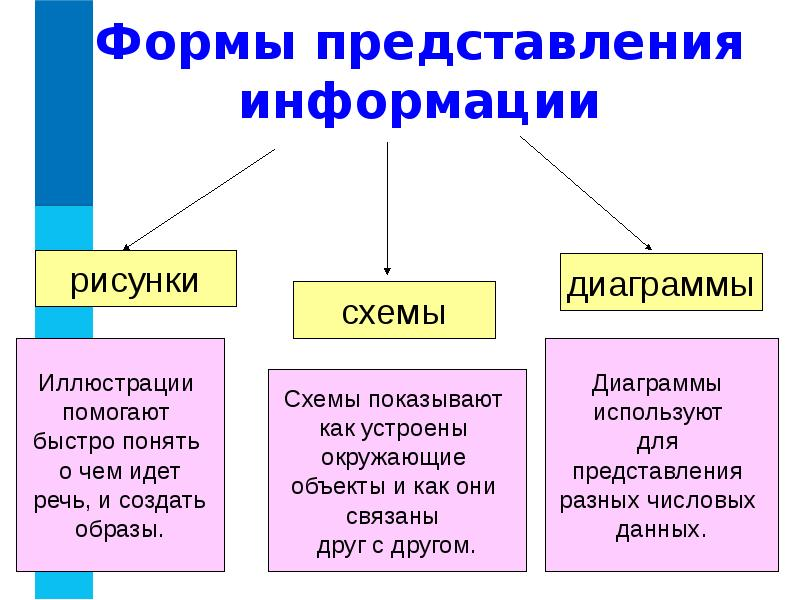 Формы представления
информации
рисунки
схемы
диаграммы
Иллюстрации
помогают
быстро понять
о чем идет
речь, и создать
образы.
Схемы показывают
как устроены
окружающие
объекты и как они
связаны
друг с другом.
Диаграммы
используют
для
представления
разных числовых
данных.